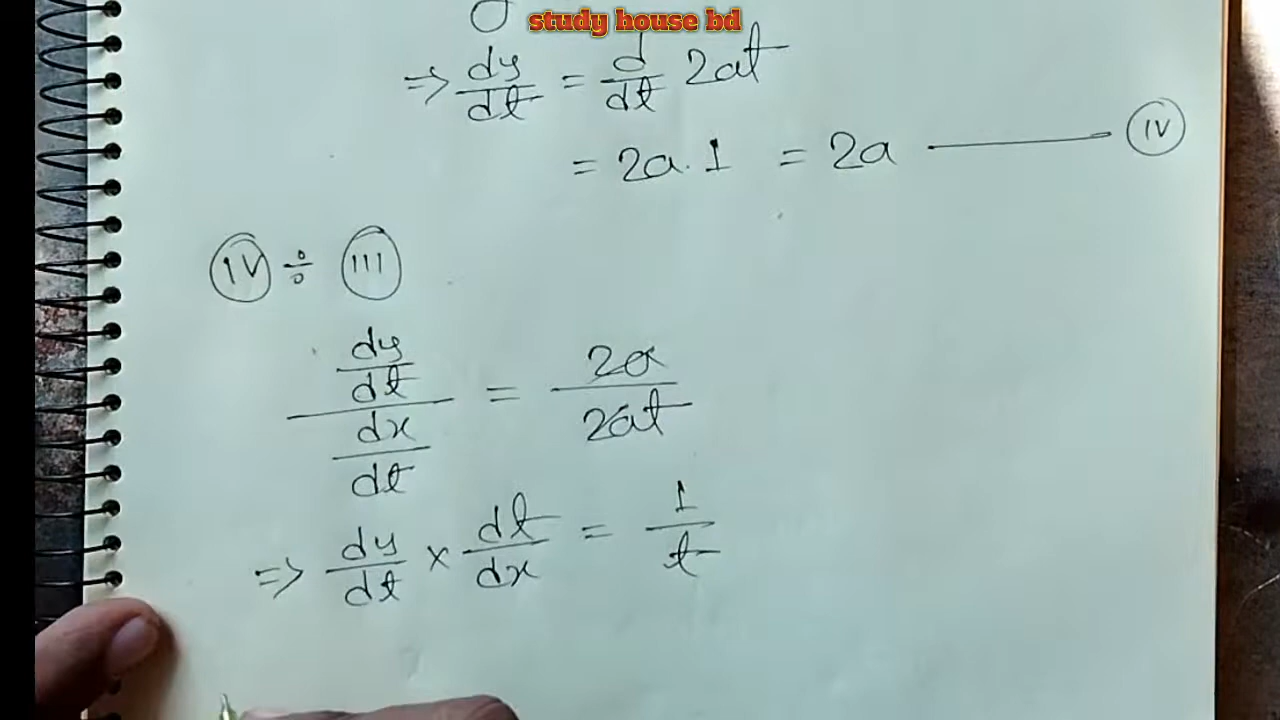 study house bd
⇒ dy/dt = d/dt 2at
= 2a.1 = 2a —— (IV)
(IV) ÷ (III)
(dy/dt)/(dx/dt) = 2a/2at
⇒ dy/dt × dt/dx = 1/t